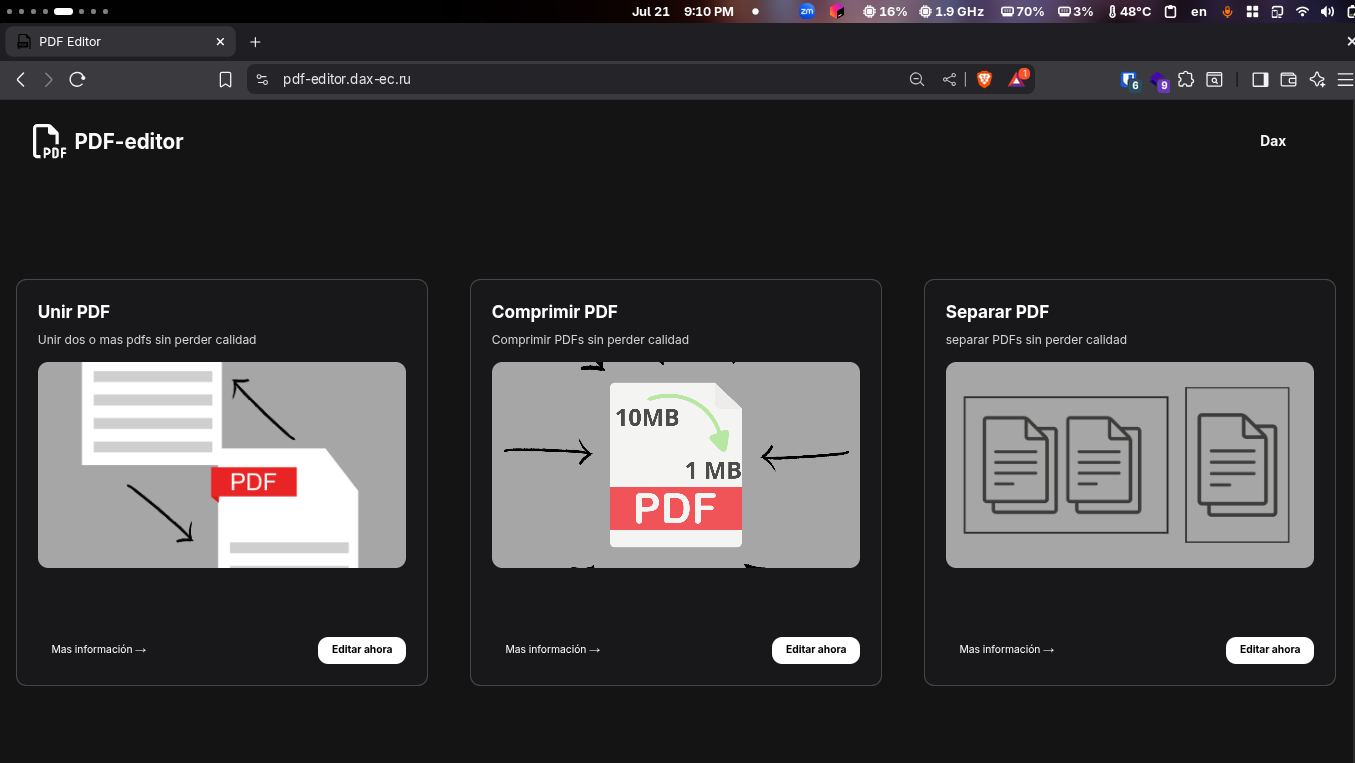 Jul 21 9:10 PM
zm
16%
1.9 GHz
70%
3%
48°C
en
PDF Editor
pdf-editor.dax-ec.ru
1
6
9
PDF
PDF-editor
Dax
Unir PDF
Unir dos o mas pdfs sin perder calidad
PDF
Mas información →
Editar ahora
Comprimir PDF
Comprimir PDFs sin perder calidad
10MB
1 MB
PDF
Mas información →
Editar ahora
Separar PDF
separar PDFs sin perder calidad
Mas información →
Editar ahora